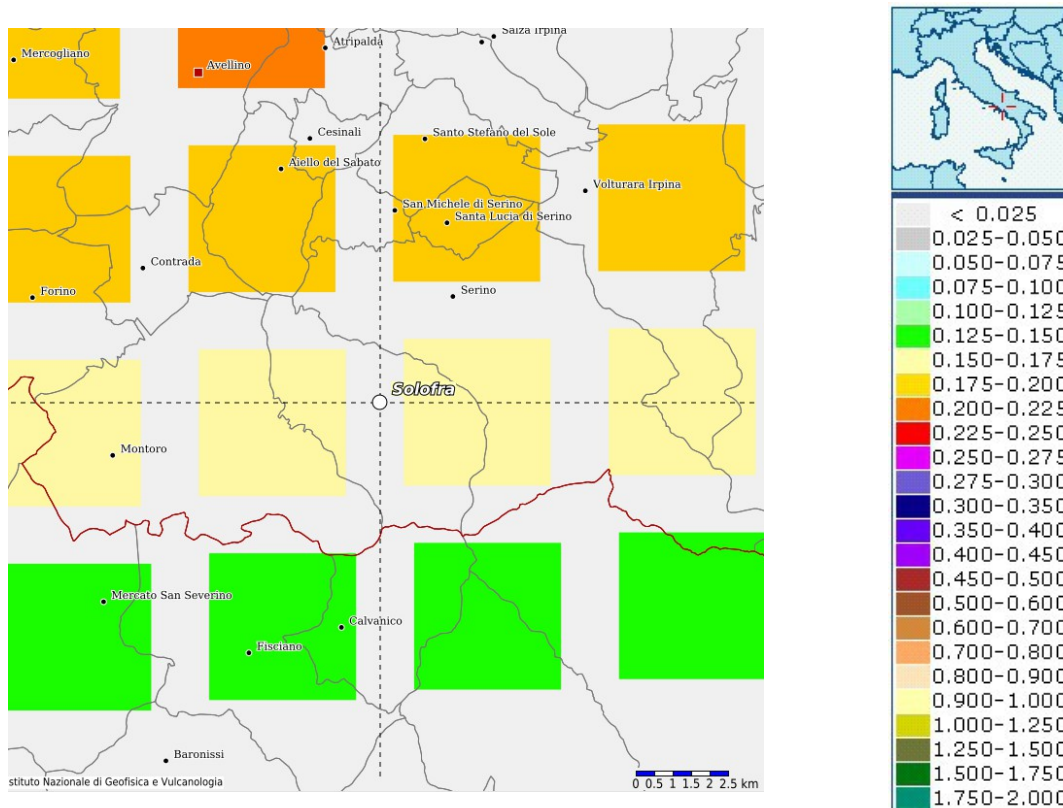 Salza Irpina
Atripalda
Mercogliano
Avellino
Cesinali
Santo Stefano del Sole
Aiello del Sabato
Volturara Irpina
San Michele di Serino
Santa Lucia di Serino
Contrada
Forino
Serino
Solofra
Montoro
Mercato San Severino
Calvanico
Fisciano
Baronissi
stituto Nazionale di Geofisica e Vulcanologia
0 0.5 1 1.5 2 2.5 km
< 0.025
0.025-0.050
0.050-0.075
0.075-0.100
0.100-0.125
0.125-0.150
0.150-0.175
0.175-0.200
0.200-0.225
0.225-0.250
0.250-0.275
0.275-0.300
0.300-0.350
0.350-0.400
0.400-0.450
0.450-0.500
0.500-0.600
0.600-0.700
0.700-0.800
0.800-0.900
0.900-1.000
1.000-1.250
1.250-1.500
1.500-1.750
1.750-2.000